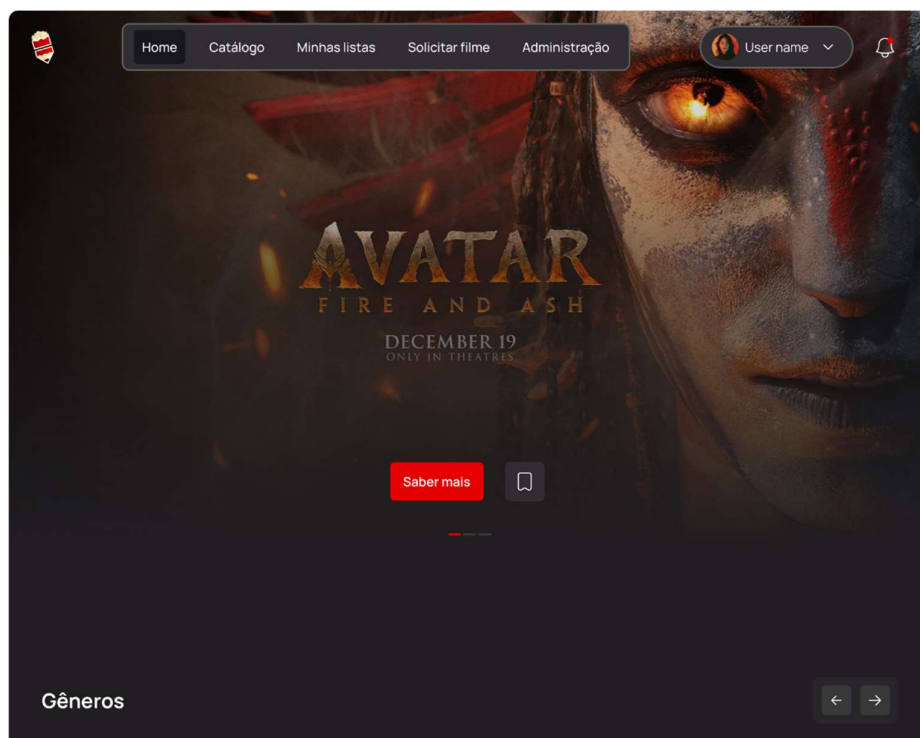 Home Catálogo Minhas listas Solicitar filme Administração User name
AVATAR
FIRE AND ASH
DECEMBER 19
ONLY IN THEATRES
Saber mais
Gêneros